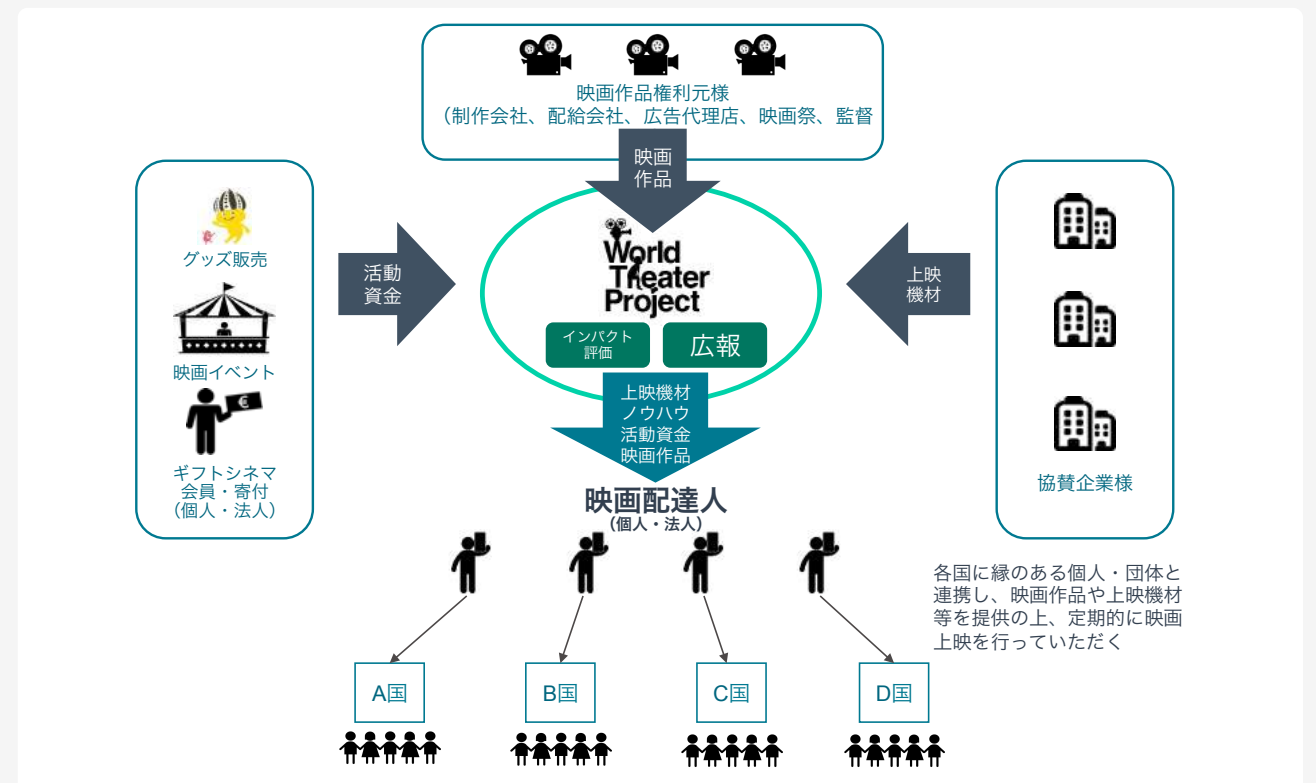 映画作品権利元様
（制作会社、配給会社、広告代理店、映画祭、監督
映画
作品
グッズ販売
映画イベント
€
ギフトシネマ
会員・寄付
（個人・法人）
活動
資金
World
Theater
Project
インパクト
評価
広報
上映
機材
協賛企業様
上映機材
ノウハウ
活動資金
映画作品
映画配達人
（個人・法人）
各国に縁のある個人・団体と
連携し、映画作品や上映機材
等を提供の上、定期的に映画
上映を行っていただく
A国
B国
C国
D国